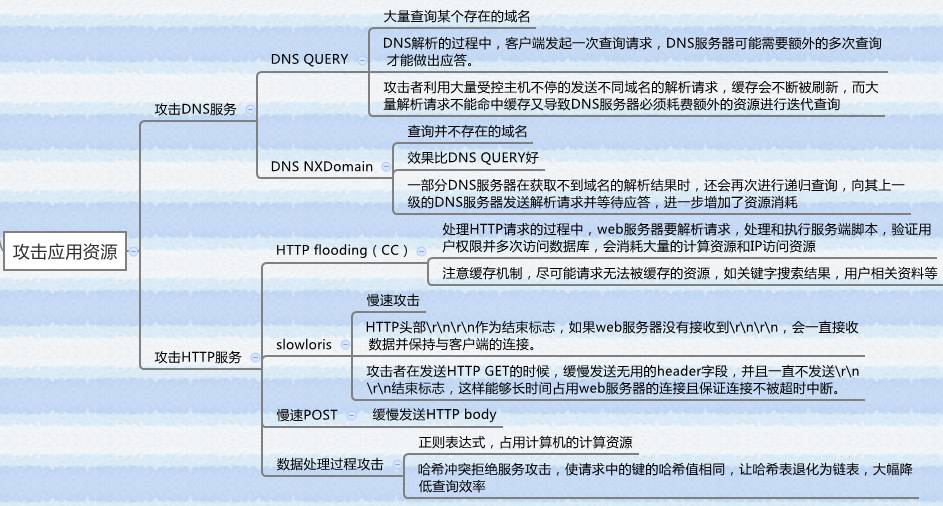 大量查询某个存在的域名
DNS QUERY
DNS解析的过程中，客户端发起一次查询请求，DNS服务器可能需要额外的多次查询
才能做出应答。
攻击者利用大量受控主机不停的发送不同域名的解析请求，缓存会不断被刷新，而大
量解析请求不能命中缓存又导致DNS服务器必须耗费额外的资源进行迭代查询
攻击DNS服务
查询并不存在的域名
DNS NXDomain
效果比DNS QUERY好
一部分DNS服务器在获取不到域名的解析结果时，还会再次进行递归查询，向其上一
级的DNS服务器发送解析请求并等待应答，进一步增加了资源消耗
攻击应用资源
HTTP flooding（CC）
处理HTTP请求的过程中，web服务器要解析请求，处理和执行服务端脚本，验证用
户权限并多次访问数据库，会消耗大量的计算资源和IP访问资源
注意缓存机制，尽可能请求无法被缓存的资源，如关键字搜索结果，用户相关资料等
慢速攻击
slowloris
HTTP头部\r\n\r\n作为结束标志，如果web服务器没有接收到\r\n\r\n，会一直接收
数据并保持与客户端的连接。
攻击者在发送HTTP GET的时候，缓慢发送无用的header字段，并且一直不发送\r\n
\r\n结束标志，这样能够长时间占用web服务器的连接且保证连接不被超时中断。
攻击HTTP服务
慢速POST
缓慢发送HTTP body
数据处理过程攻击
正则表达式，占用计算机的计算资源
哈希冲突拒绝服务攻击，使请求中的键的哈希值相同，让哈希表退化为链表，大幅降
低查询效率